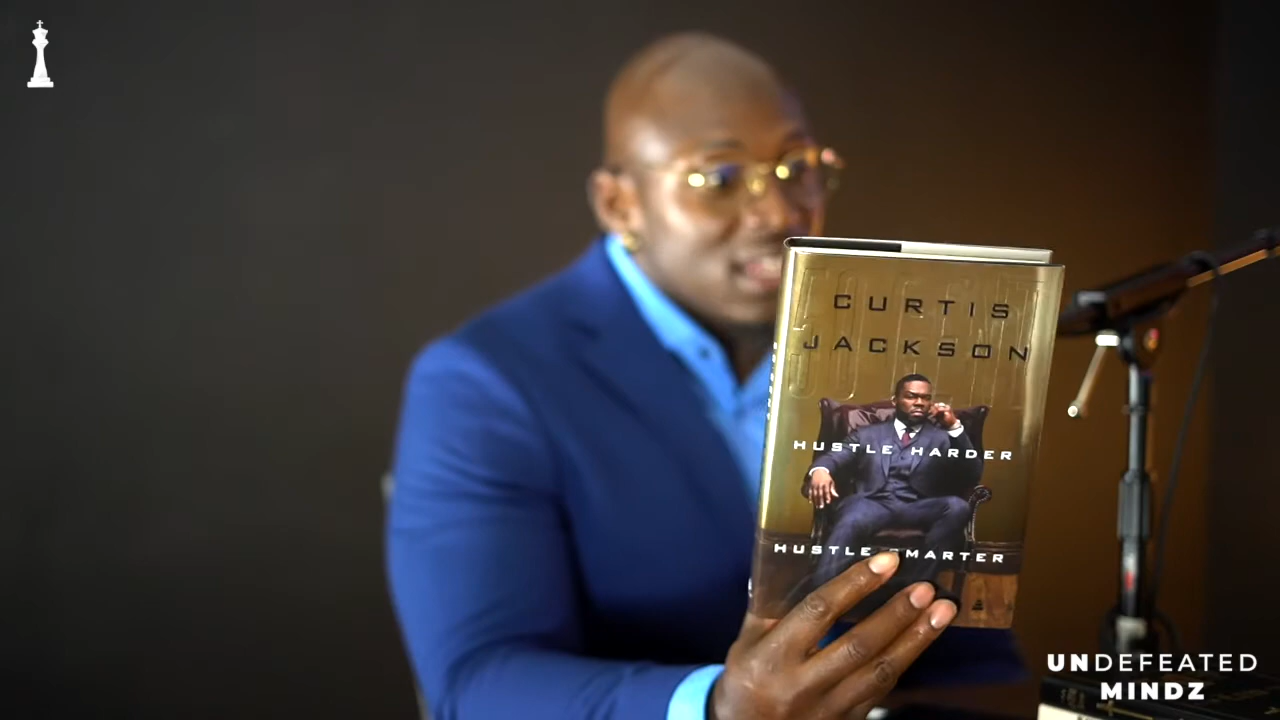 CURTIS
JACKSON
HUSTLE HARDER
HUSTLE SMARTER
UNDEFEATED
MINDZ